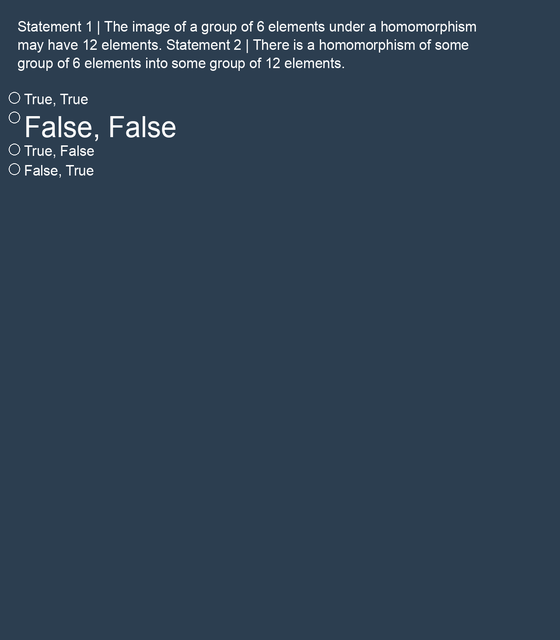 Statement 1 | The image of a group of 6 elements under a homomorphism
may have 12 elements. Statement 2 | There is a homomorphism of some
group of 6 elements into some group of 12 elements.
True, True
False, False
True, False
False, True